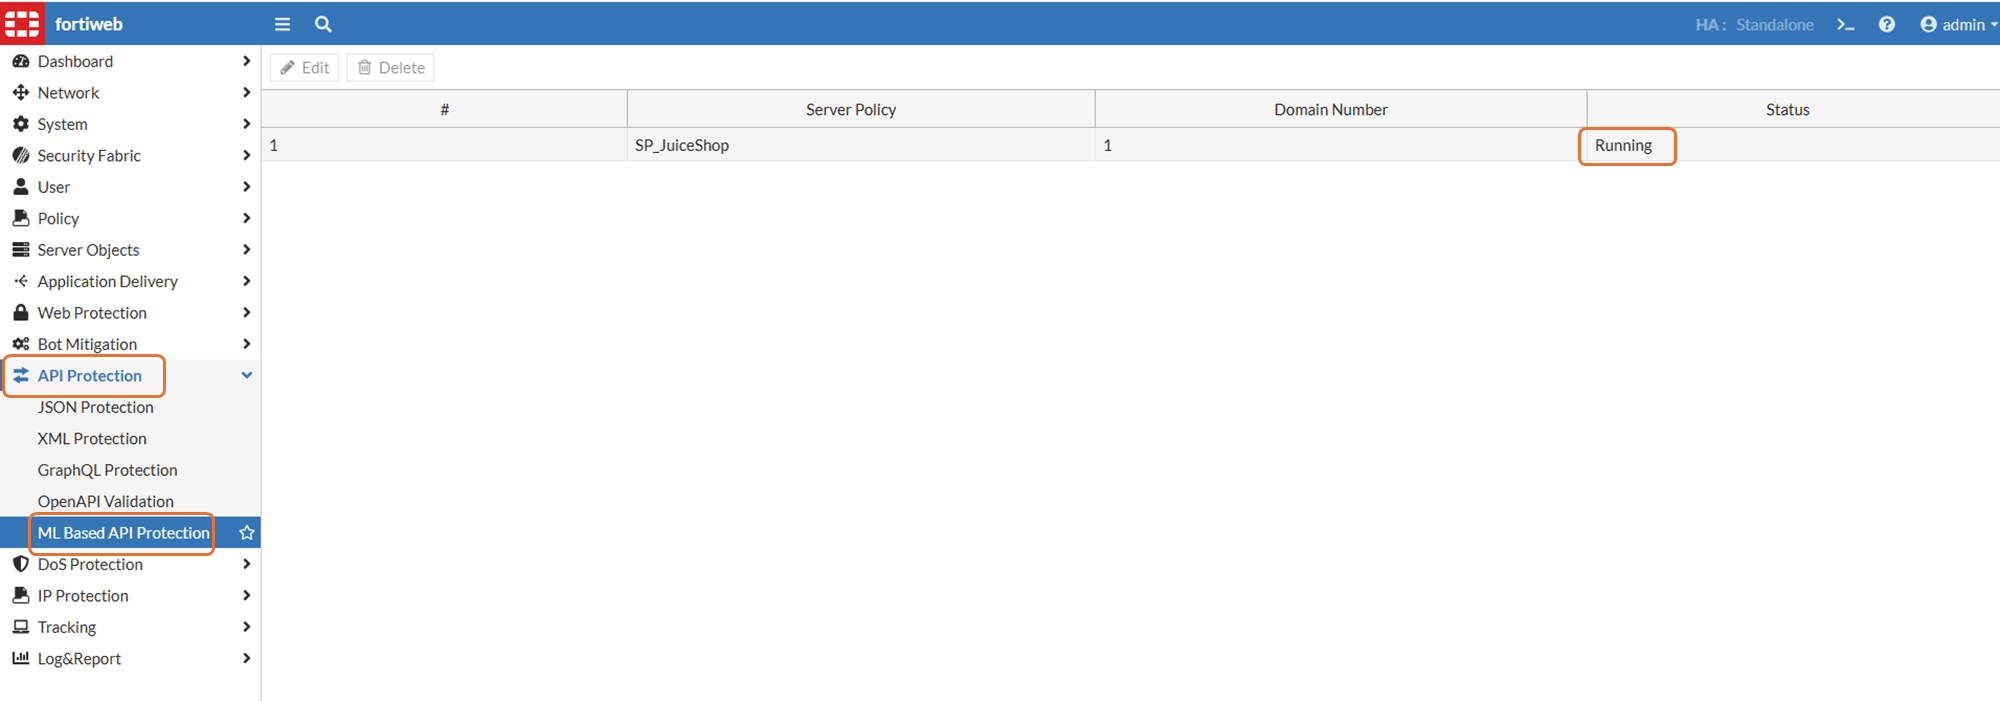 fortiweb
HA: Standalone
admin
Dashboard
Network
System
Security Fabric
User
Policy
Server Objects
Application Delivery
Web Protection
Bot Mitigation
API Protection
JSON Protection
XML Protection
GraphQL Protection
OpenAPI Validation
ML Based API Protection
DoS Protection
IP Protection
Tracking
Log&Report
Edit Delete
# Server Policy Domain Number Status
1 SP_JuiceShop 1 Running